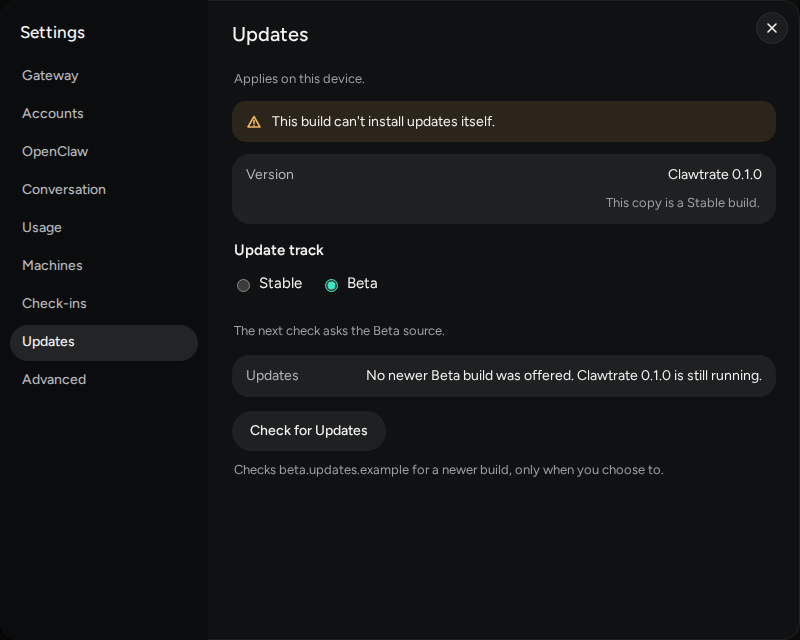 Settings
Gateway
Accounts
OpenClaw
Conversation
Usage
Machines
Check-ins
Updates
Advanced
Updates
Applies on this device.
This build can't install updates itself.
Version
Clawtrate 0.1.0
This copy is a Stable build.
Update track
Stable
Beta
The next check asks the Beta source.
Updates
No newer Beta build was offered. Clawtrate 0.1.0 is still running.
Check for Updates
Checks beta.updates.example for a newer build, only when you choose to.